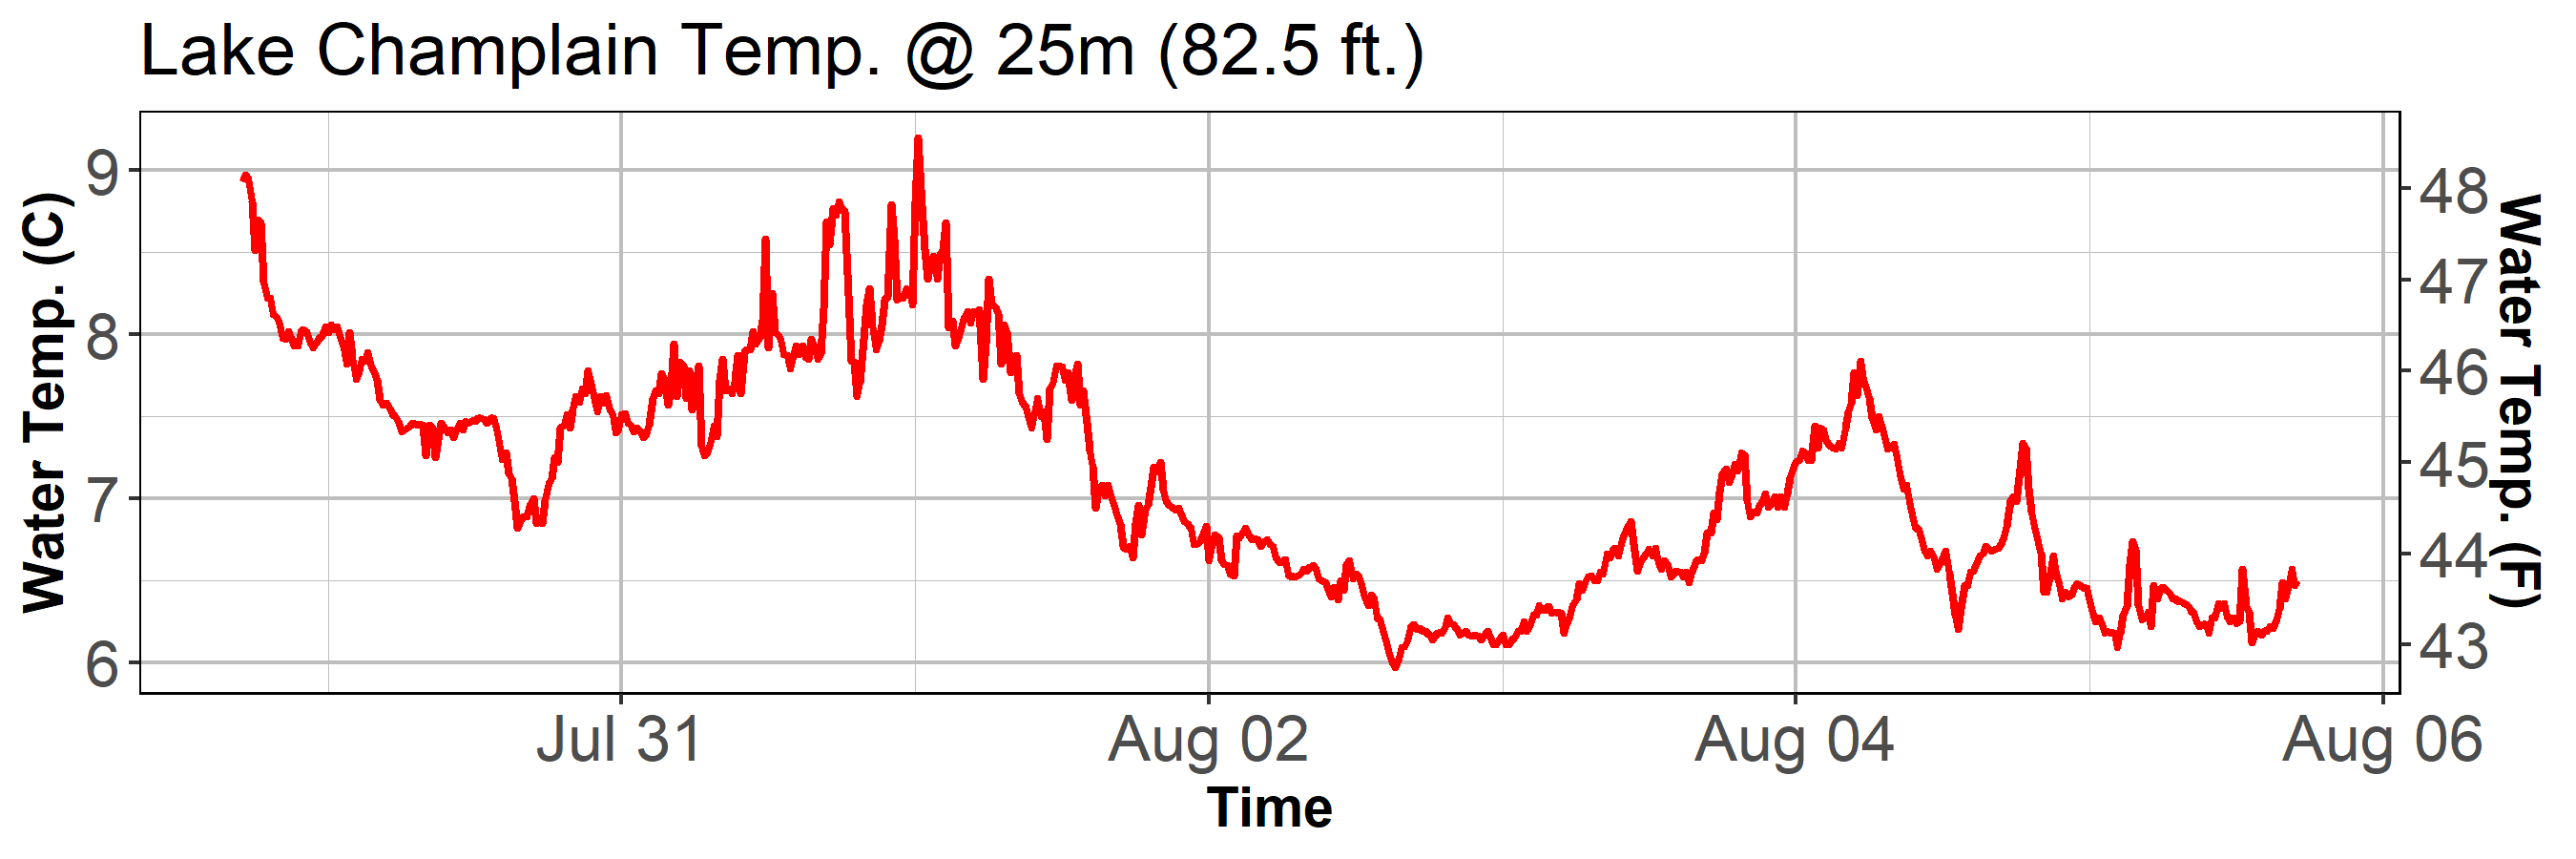 Lake Champlain Temp. @ 25m (82.5 ft.)
Water Temp. (C)
9
8
7
6
48
47
46
45
44
43
Water Temp. (F)
Jul 31
Aug 02
Aug 04
Aug 06
Time